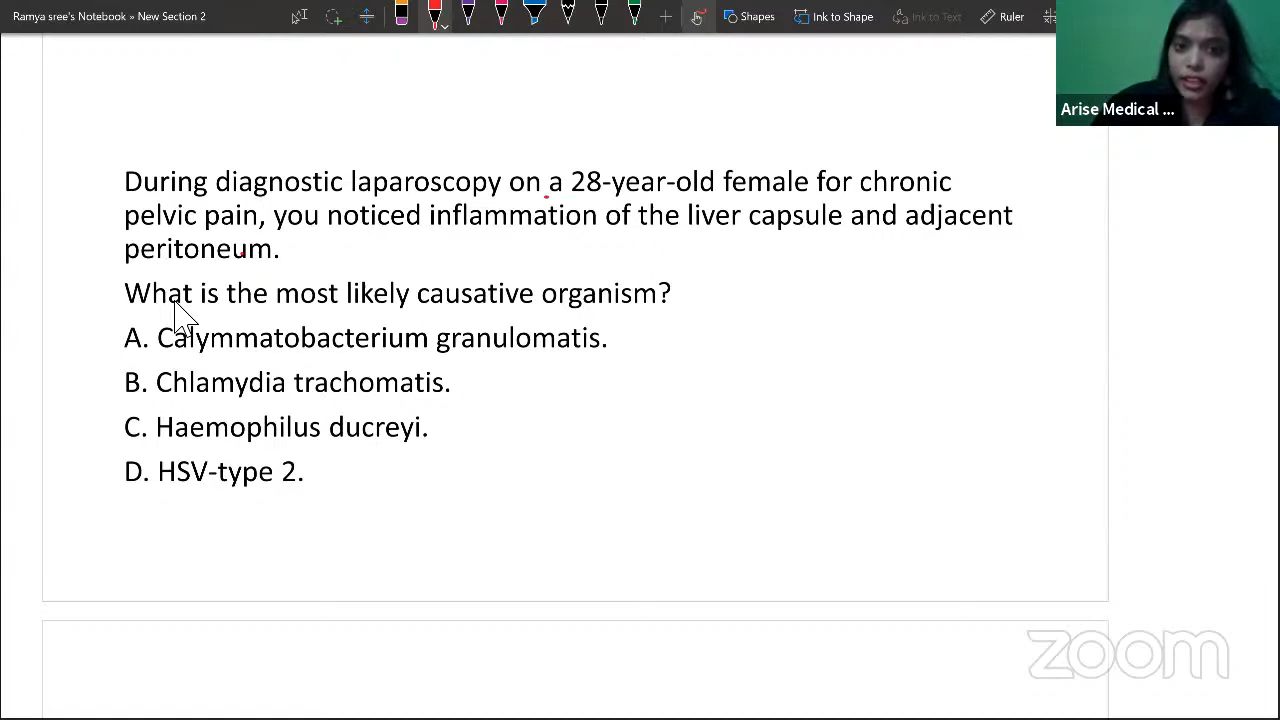 Ramya sree's Notebook » New Section 2
Shapes
Ink to Shape
Ink to Text
Ruler
Arise Medical ...
During diagnostic laparoscopy on a 28-year-old female for chronic
pelvic pain, you noticed inflammation of the liver capsule and adjacent
peritoneum.
What is the most likely causative organism?
A. Calymmatobacterium granulomatis.
B. Chlamydia trachomatis.
C. Haemophilus ducreyi.
D. HSV-type 2.
zoom